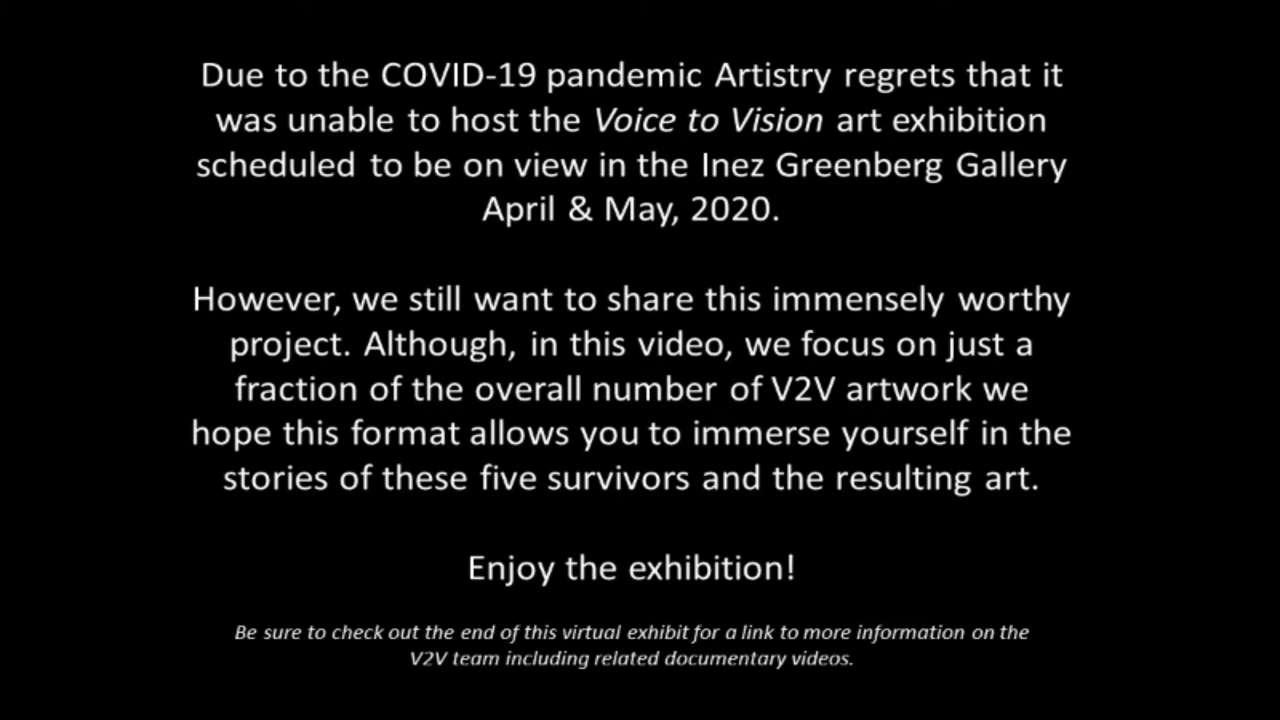 Due to the COVID-19 pandemic Artistry regrets that it
was unable to host the Voice to Vision art exhibition
scheduled to be on view in the Inez Greenberg Gallery
April & May, 2020.
However, we still want to share this immensely worthy
project. Although, in this video, we focus on just a
fraction of the overall number of V2V artwork we
hope this format allows you to immerse yourself in the
stories of these five survivors and the resulting art.
Enjoy the exhibition!
Be sure to check out the end of this virtual exhibit for a link to more information on the
V2V team including related documentary videos.